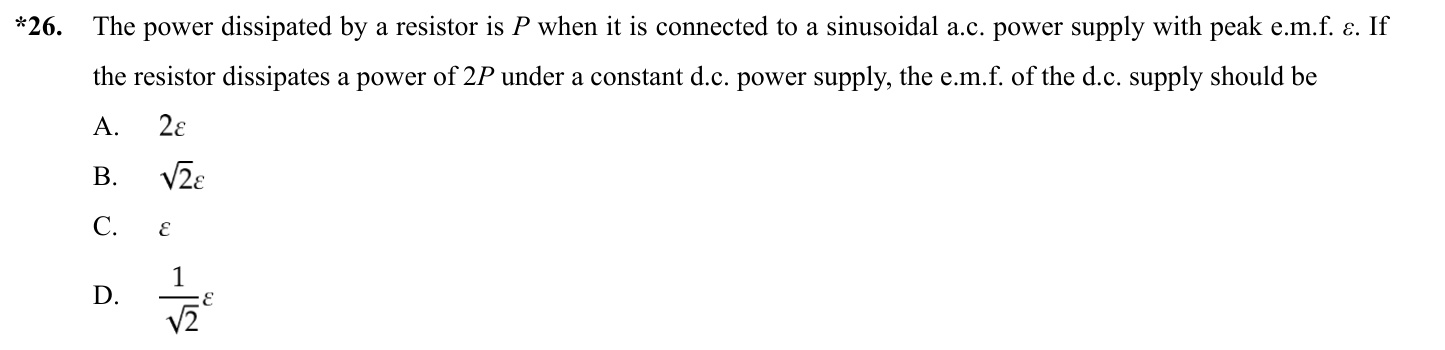 *26. The power dissipated by a resistor is P when it is connected to a sinusoidal a.c. power supply with peak e.m.f. ε. If
the resistor dissipates a power of 2P under a constant d.c. power supply, the e.m.f. of the d.c. supply should be
A. 2ε
B. √2ε
C. ε
D. 1/√2 ε